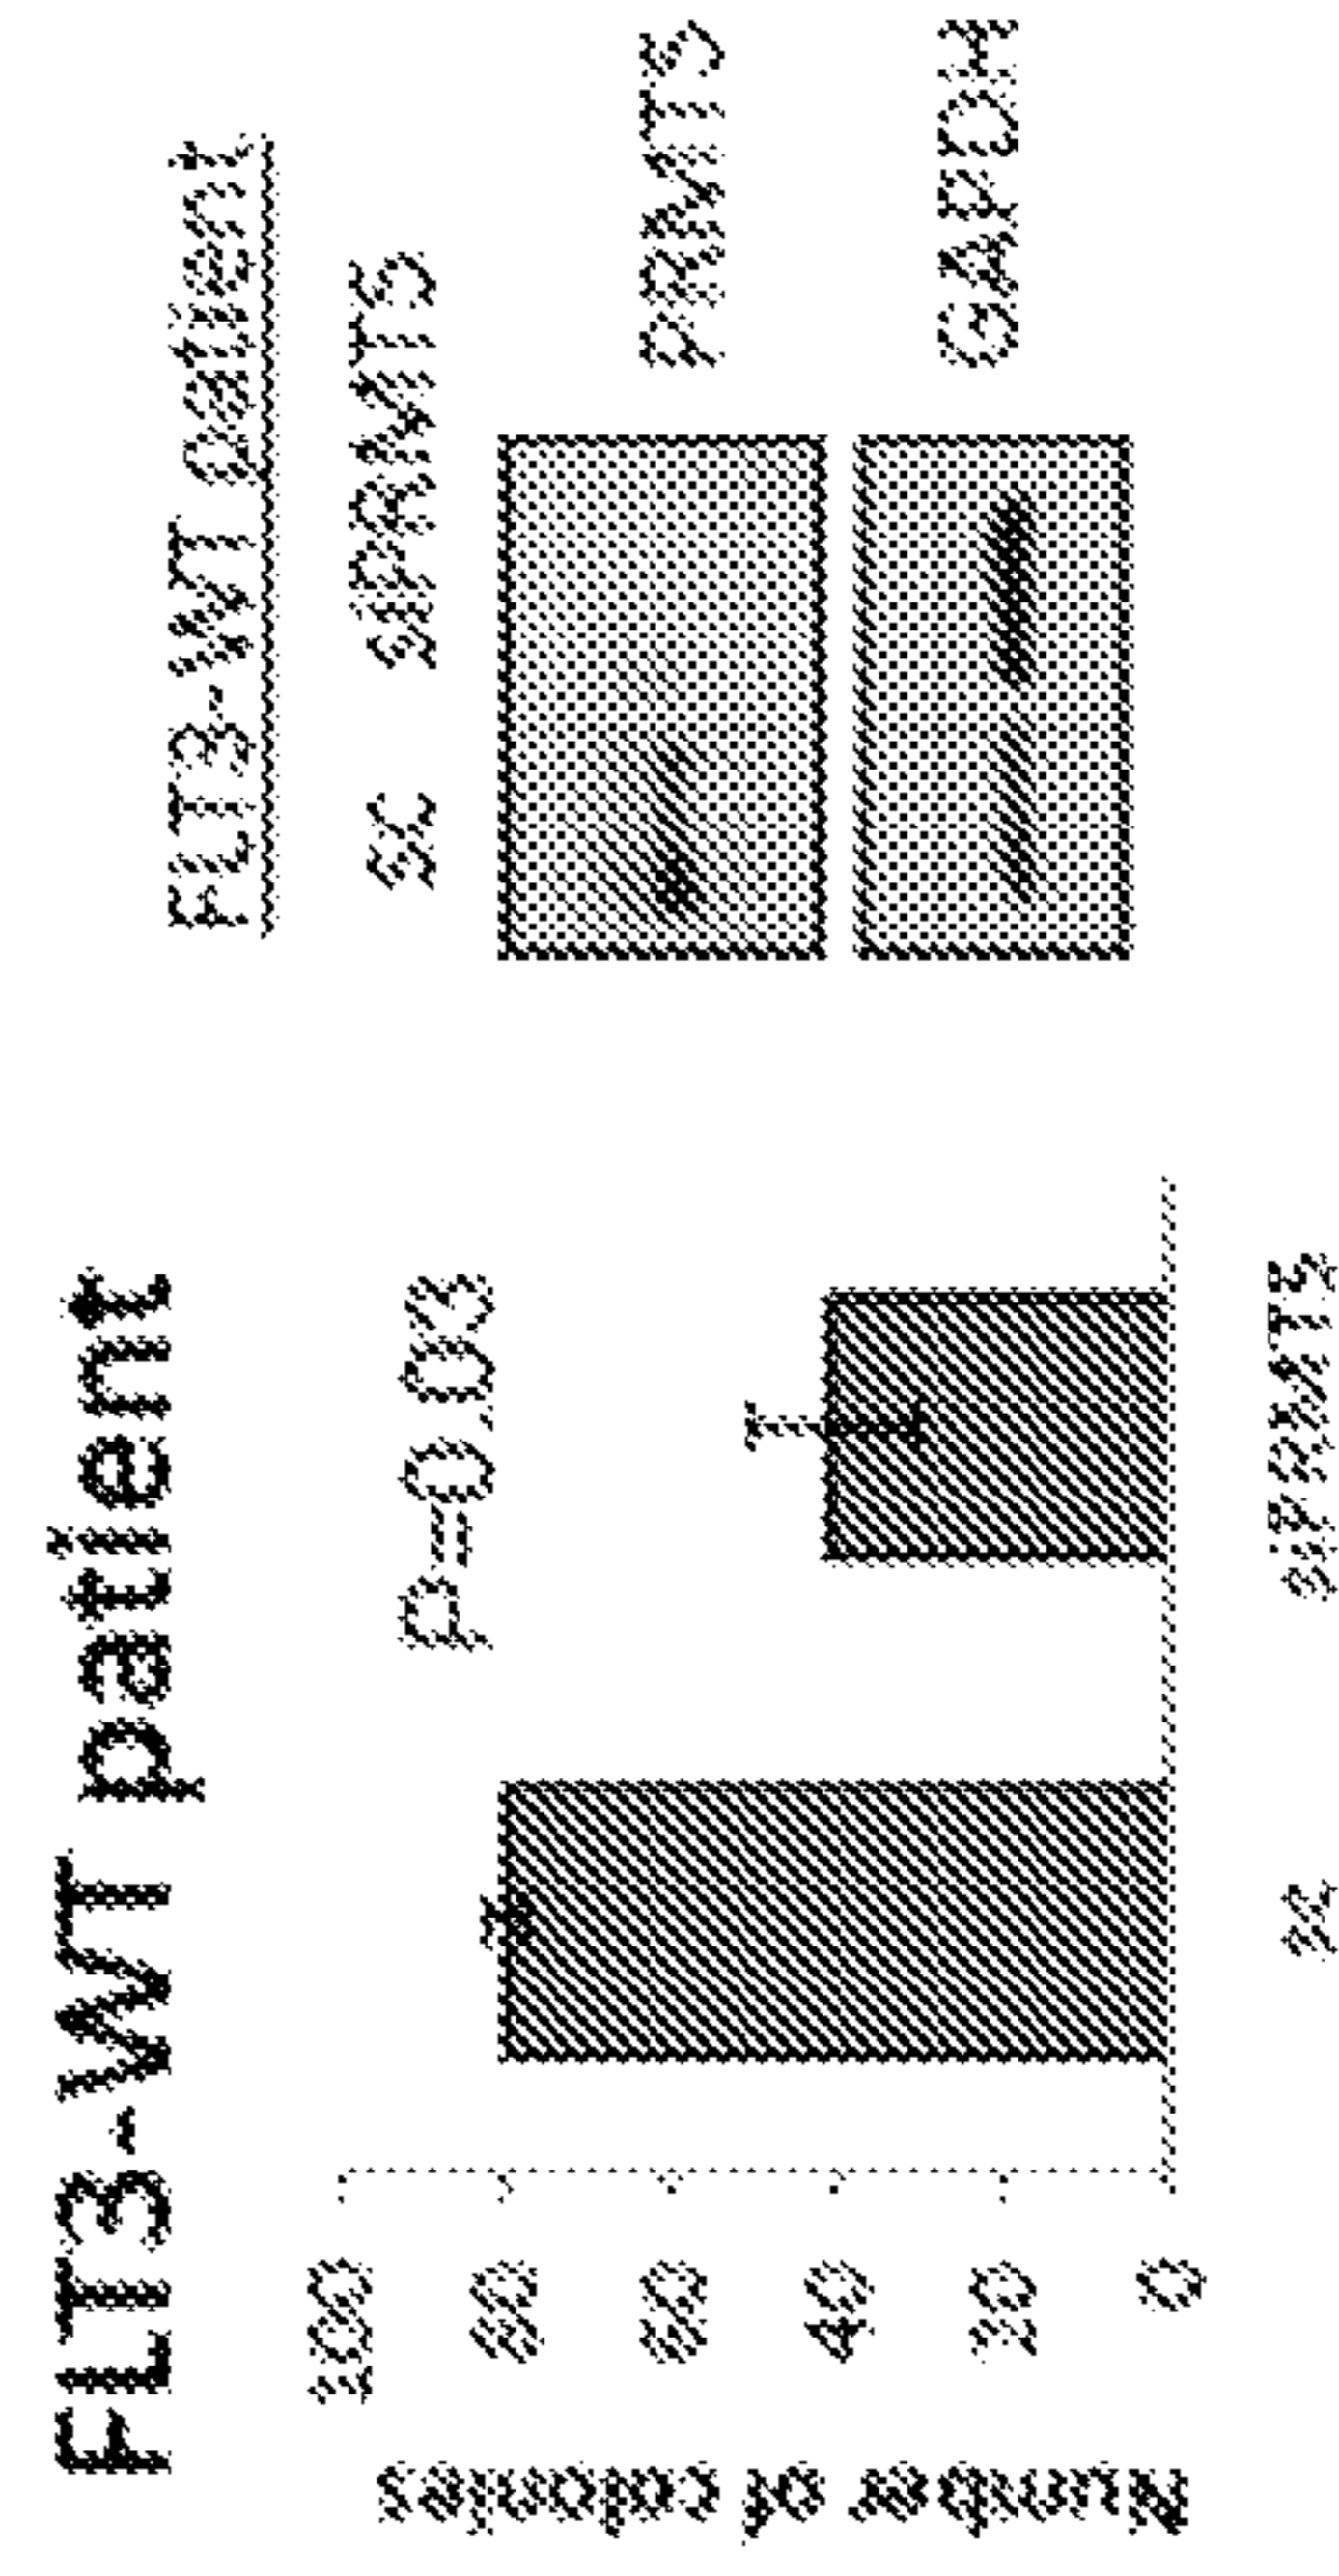 FLT3-WT patient
Number of colonies
100
80
60
40
20
0
p=0.03
SC
siPRMT5
FLT3-WT patient
SC siPRMT5
PRMT5
GAPDH